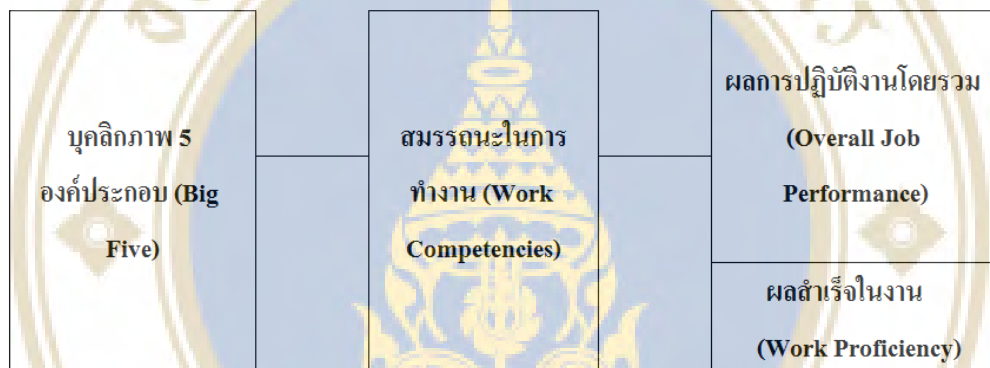 บุคลิกภาพ 5
องค์ประกอบ (Big
Five)
สมรรถนะในการ
ทำงาน (Work
Competencies)
ผลการปฏิบัติงานโดยรวม
(Overall Job
Performance)
ผลสำเร็จในงาน
(Work Proficiency)